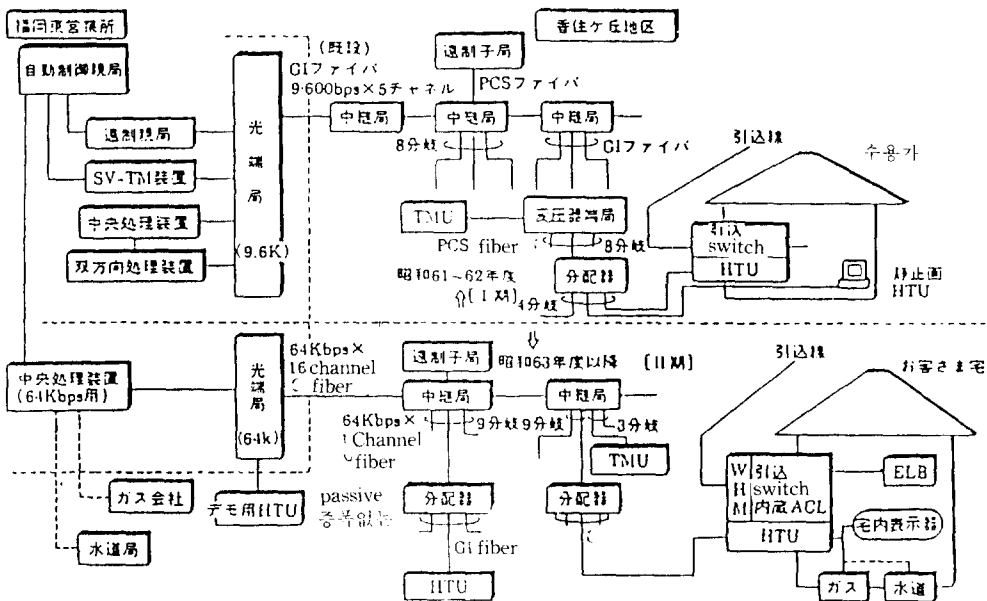 福岡東営業所
自動制御親局
遠制親局
SV-TM装置
中央処理装置
双方向処理装置
光端局
(9.6K)
(既設)
GIファイバ
9.600bps×5チャネル
香住ケ丘地区
遠制子局
PCSファイバ
中継局
中継局
中継局
8分岐
GIファイバ
TMU
変圧器端局
PCS fiber
8分岐
分配器
4分岐
昭和61~62年度
[I期]
引込線
수용가
引込
switch
HTU
静止画
HTU
中央処理装置
(64Kbps用)
ガス会社
水道局
光端局
(64k)
デモ用HTU
64Kbps×
16channel
fiber
遠制子局
昭和63年度以降 [II期]
中継局
中継局
64Kbps×
1Channel
fiber
9分岐
9分岐
3分岐
TMU
passive
증폭없는
分配器
分配器
GI fiber
HTU
引込線
お客さま宅
WHM
引込
switch
内蔵ACL
HTU
ELB
宅内表示器
ガス
水道